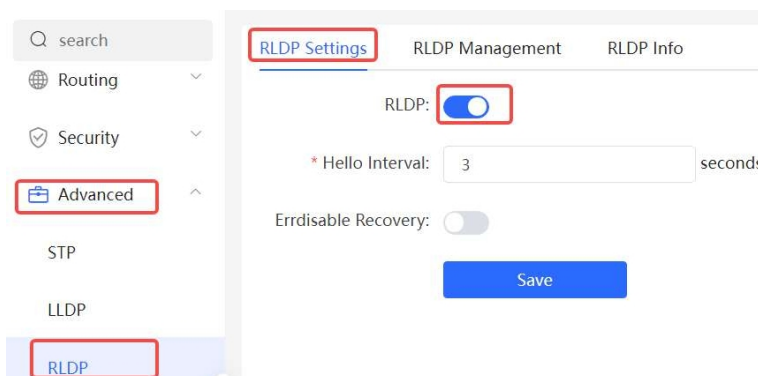 search
Routing
Security
Advanced
STP
LLDP
RLDP
RLDP Settings RLDP Management RLDP Info
RLDP:
* Hello Interval: 3 seconds
Errdisable Recovery:
Save